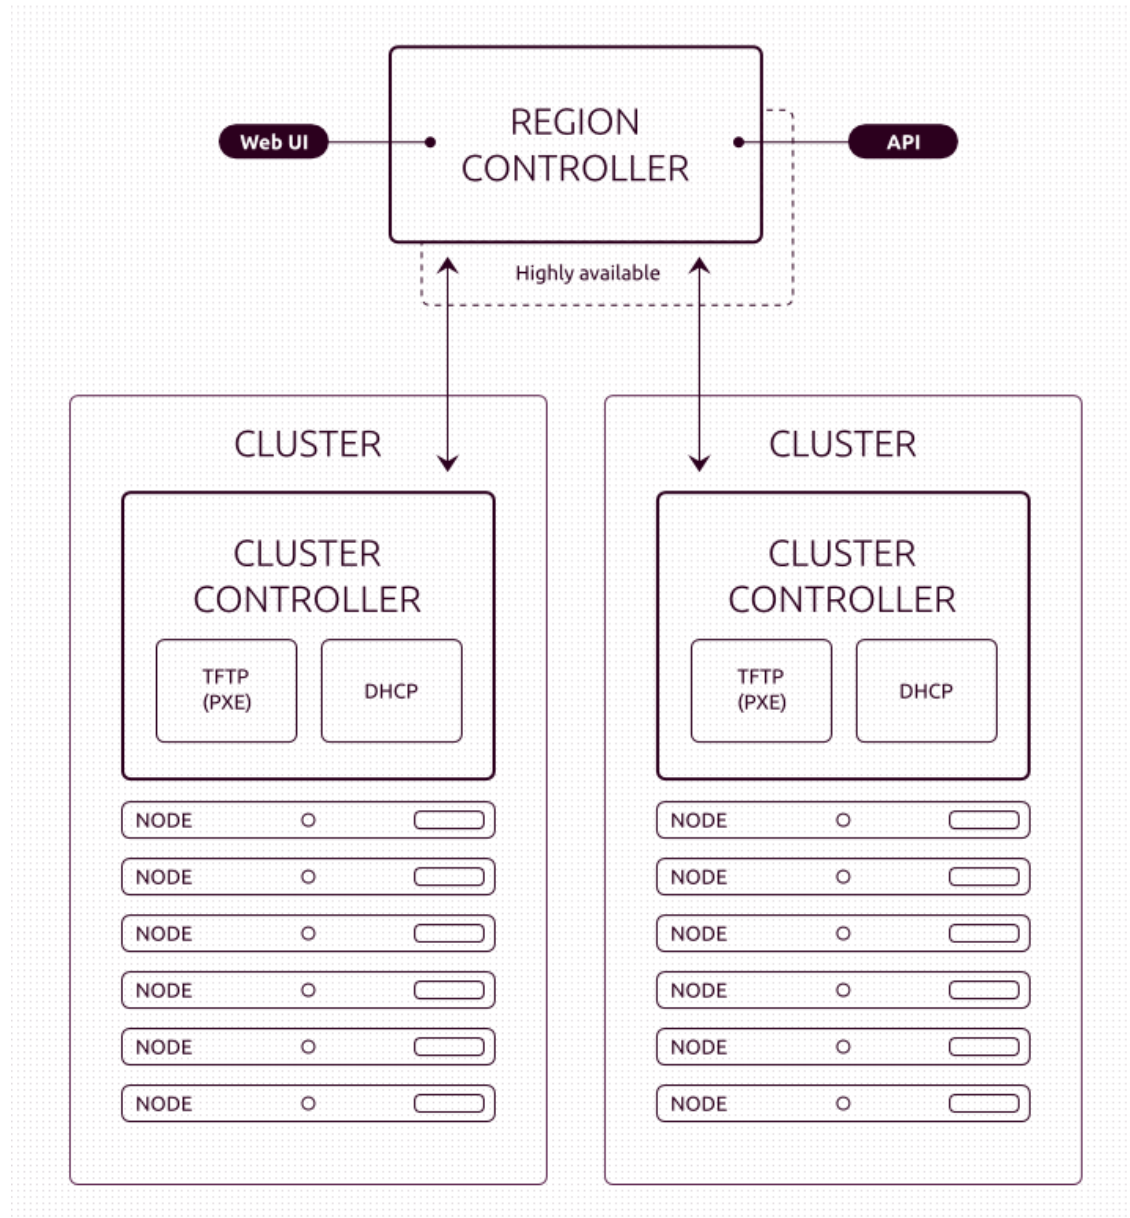 REGION
CONTROLLER
Web UI
API
Highly available
CLUSTER
CLUSTER
CONTROLLER
TFTP
(PXE)
DHCP
NODE
NODE
NODE
NODE
NODE
NODE
CLUSTER
CLUSTER
CONTROLLER
TFTP
(PXE)
DHCP
NODE
NODE
NODE
NODE
NODE
NODE